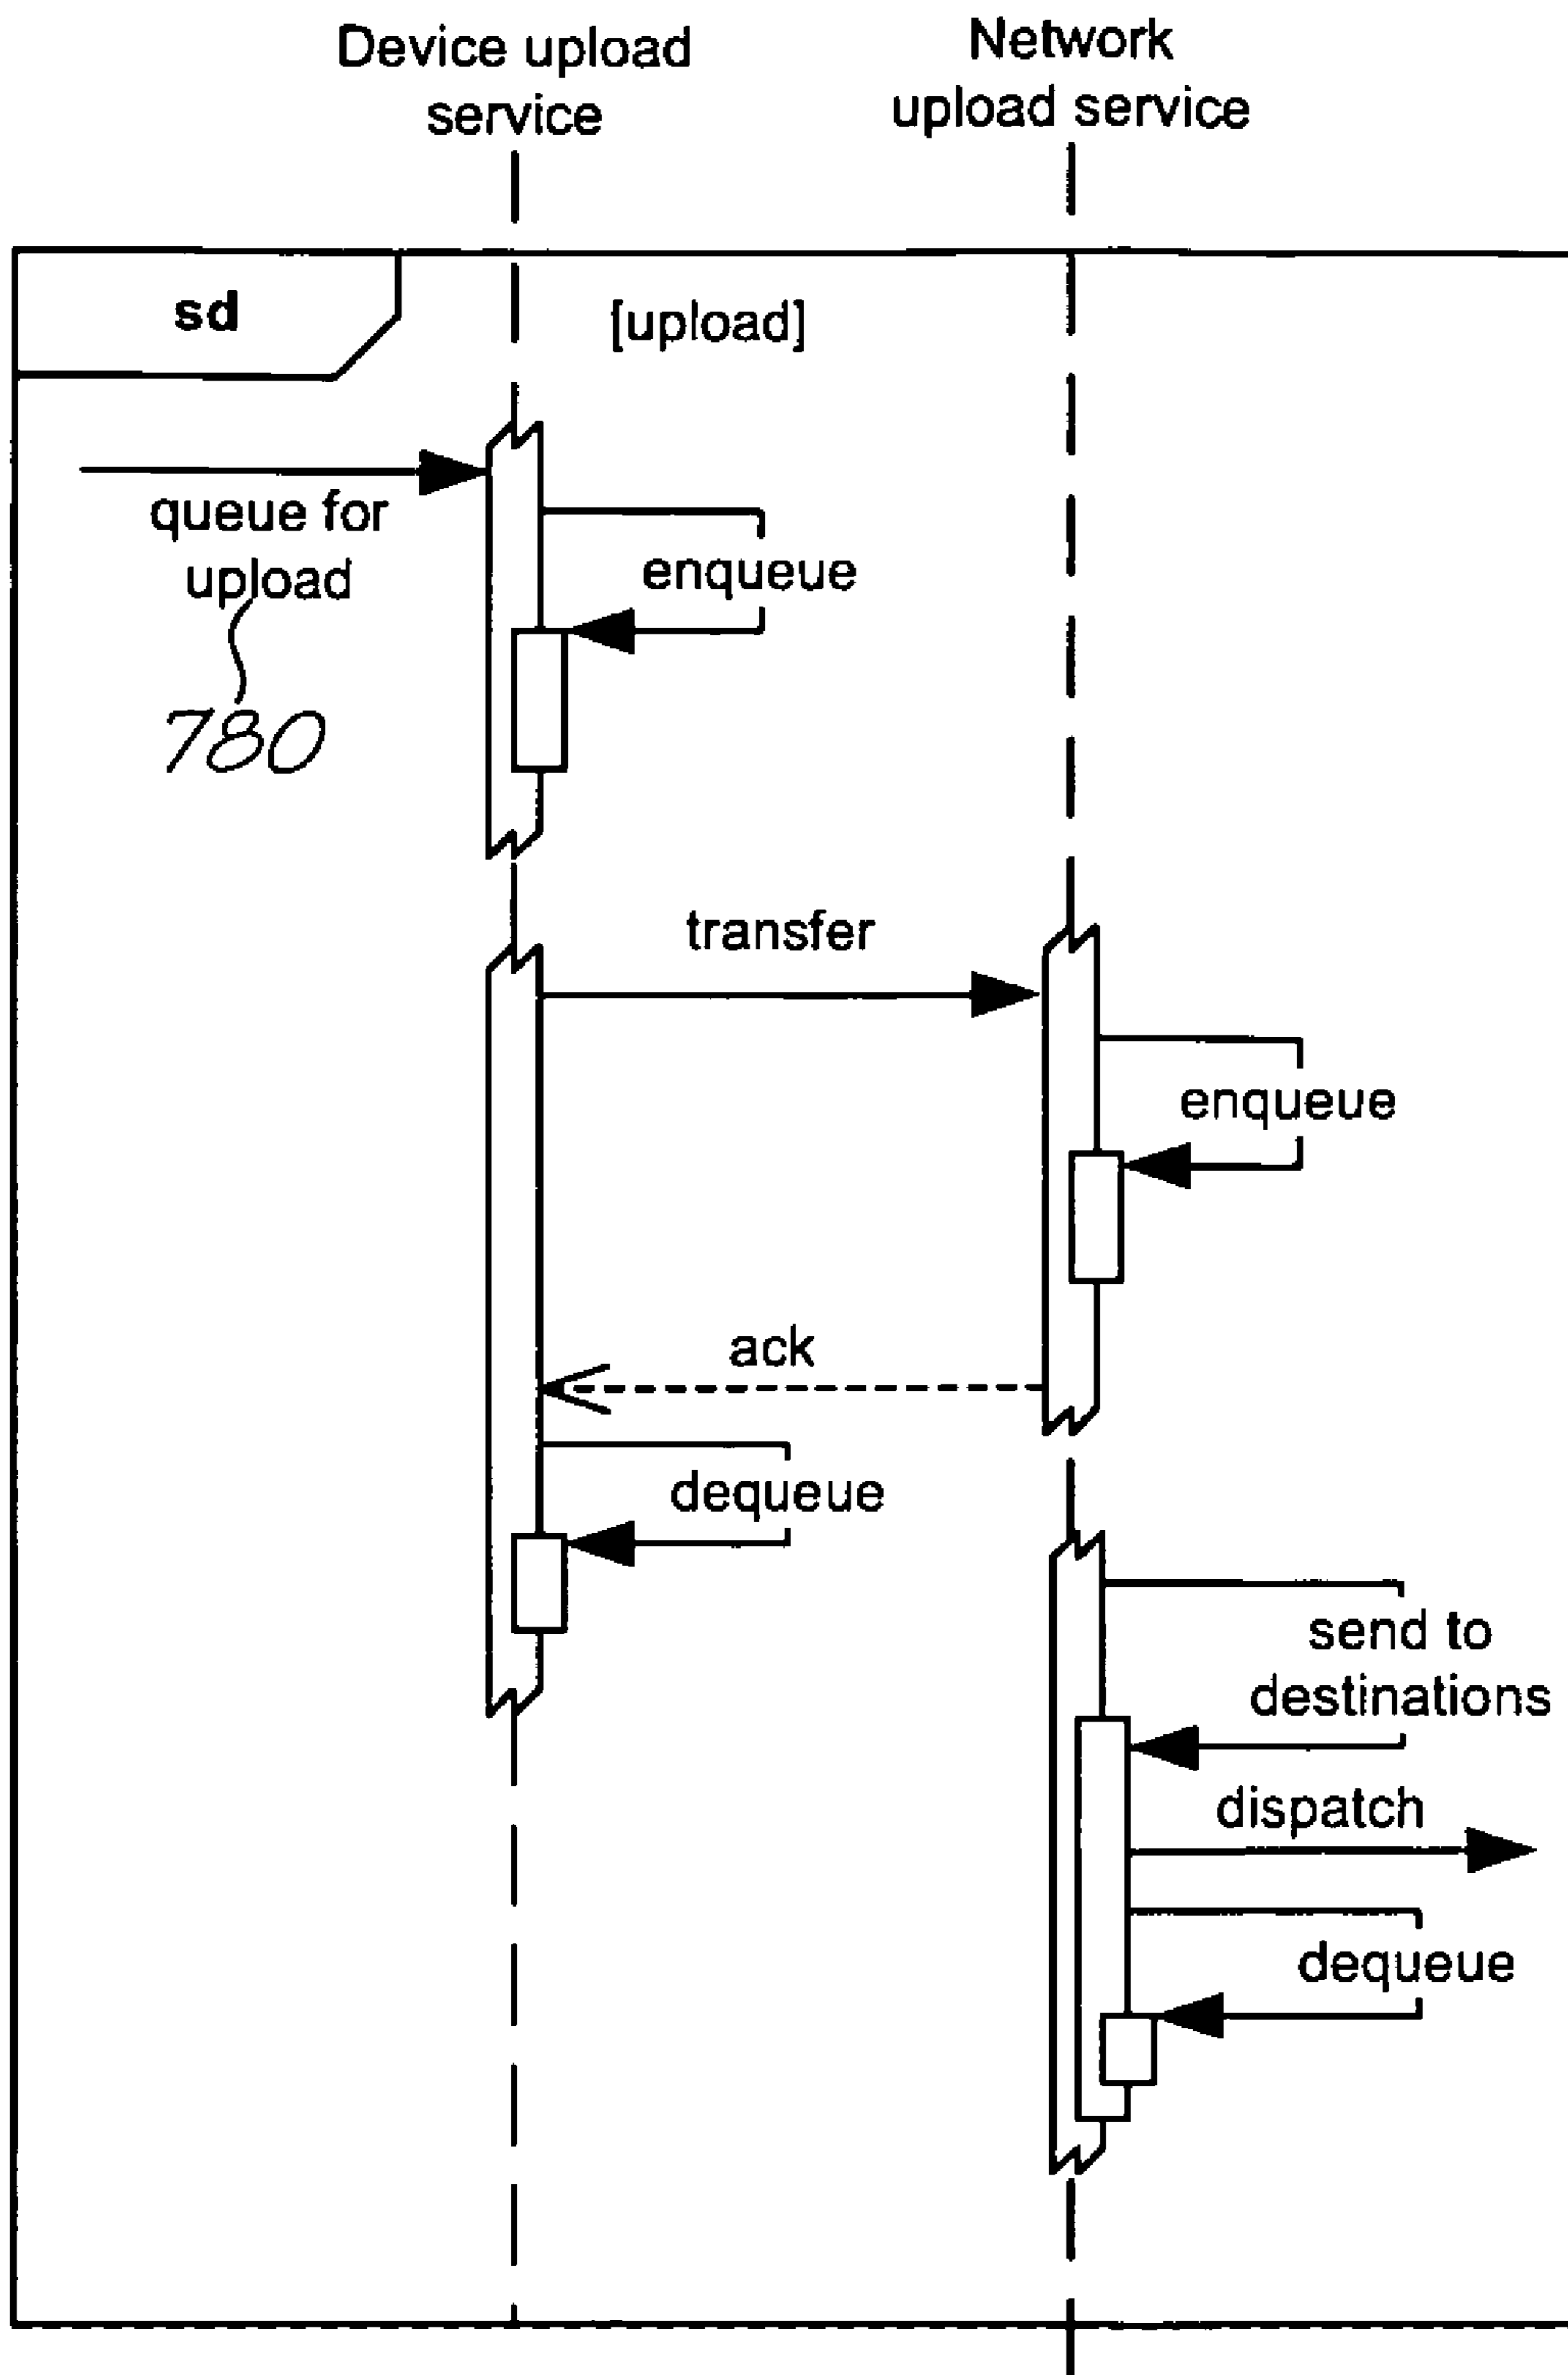 Device upload
service
Network
upload service
sd
[upload]
queue for
upload
enqueue
780
transfer
enqueue
ack
dequeue
send to
destinations
dispatch
dequeue